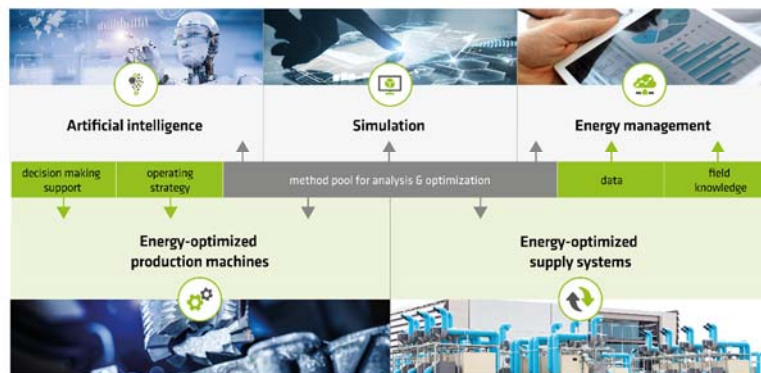 Artificial intelligence
Simulation
Energy management
decision making
support
operating
strategy
method pool for analysis & optimization
data
field
knowledge
Energy-optimized
production machines
Energy-optimized
supply systems